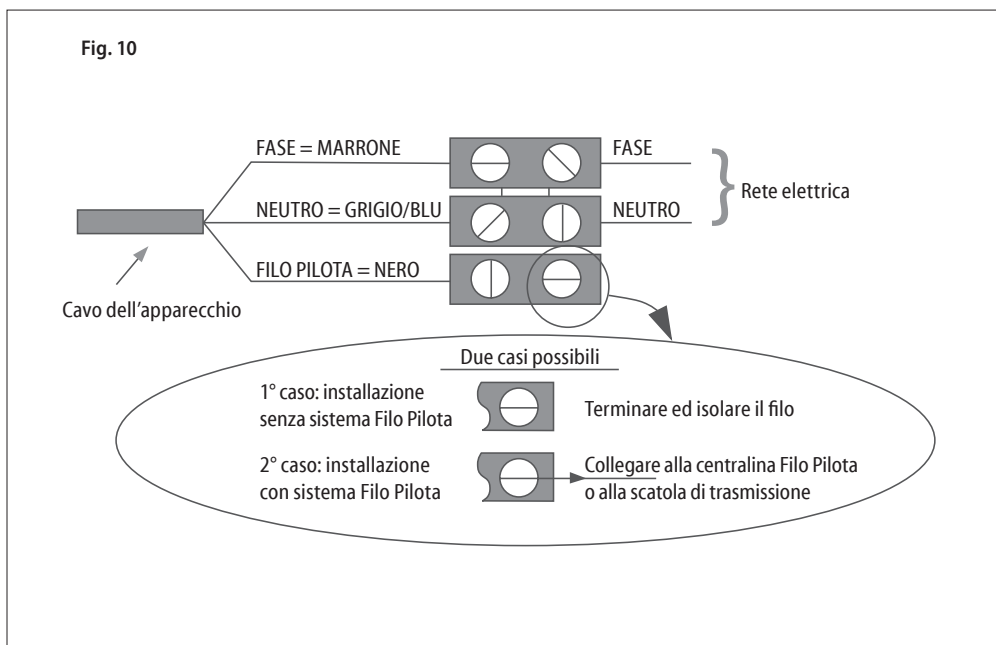 Fig. 10
FASE = MARRONE
FASE
Rete elettrica
NEUTRO = GRIGIO/BLU
NEUTRO
FILO PILOTA = NERO
Cavo dell'apparecchio
Due casi possibili
1° caso: installazione
senza sistema Filo Pilota
Terminare ed isolare il filo
2° caso: installazione
con sistema Filo Pilota
Collegare alla centralina Filo Pilota
o alla scatola di trasmissione